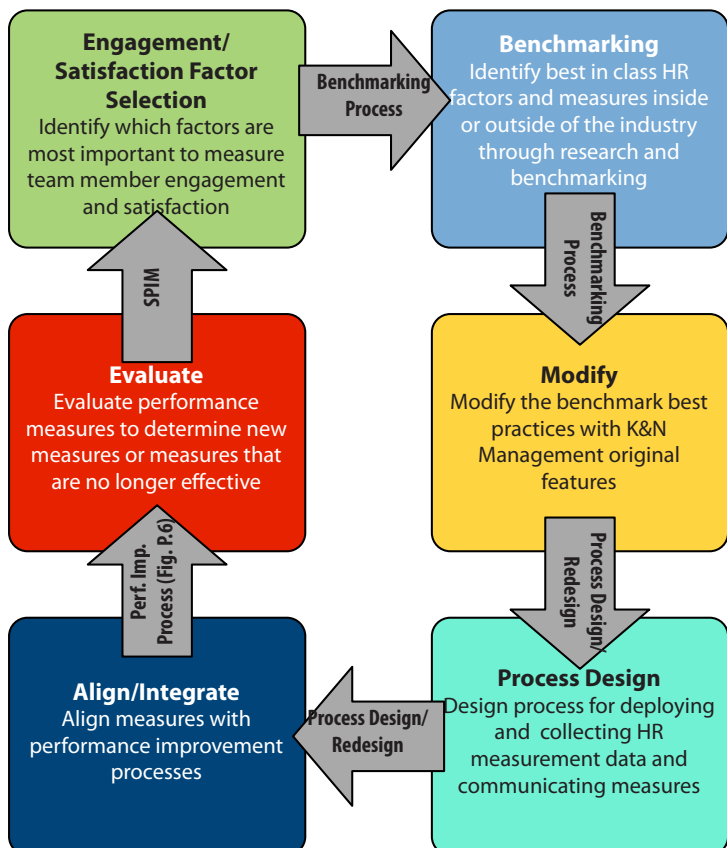 Engagement/
Satisfaction Factor
Selection
Identify which factors are
most important to measure
team member engagement
and satisfaction
Benchmarking
Process
Benchmarking
Identify best in class HR
factors and measures inside
or outside of the industry
through research and
benchmarking
Benchmarking
Process
Modify
Modify the benchmark best
practices with K&N
Management original
features
Process Design/
Redesign
Process Design
Design process for deploying
and collecting HR
measurement data and
communicating measures
Process Design/
Redesign
Align/Integrate
Align measures with
performance improvement
processes
Perf. Imp.
Process (Fig. P.6)
Evaluate
Evaluate performance
measures to determine new
measures or measures that
are no longer effective
SPIM